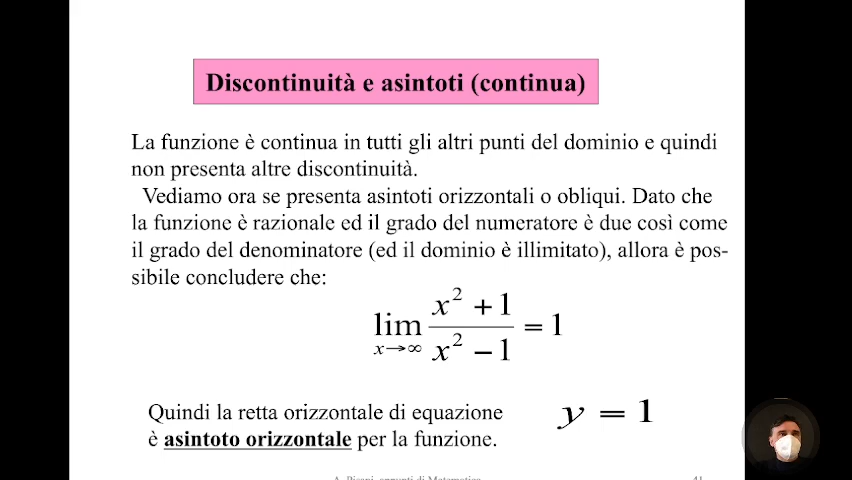 Discontinuità e asintoti (continua)
La funzione è continua in tutti gli altri punti del dominio e quindi
non presenta altre discontinuità.
Vediamo ora se presenta asintoti orizzontali o obliqui. Dato che
la funzione è razionale ed il grado del numeratore è due così come
il grado del denominatore (ed il dominio è illimitato), allora è pos-
sibile concludere che:
lim x→∞ (x² + 1)/(x² − 1) = 1
Quindi la retta orizzontale di equazione y = 1
è asintoto orizzontale per la funzione.